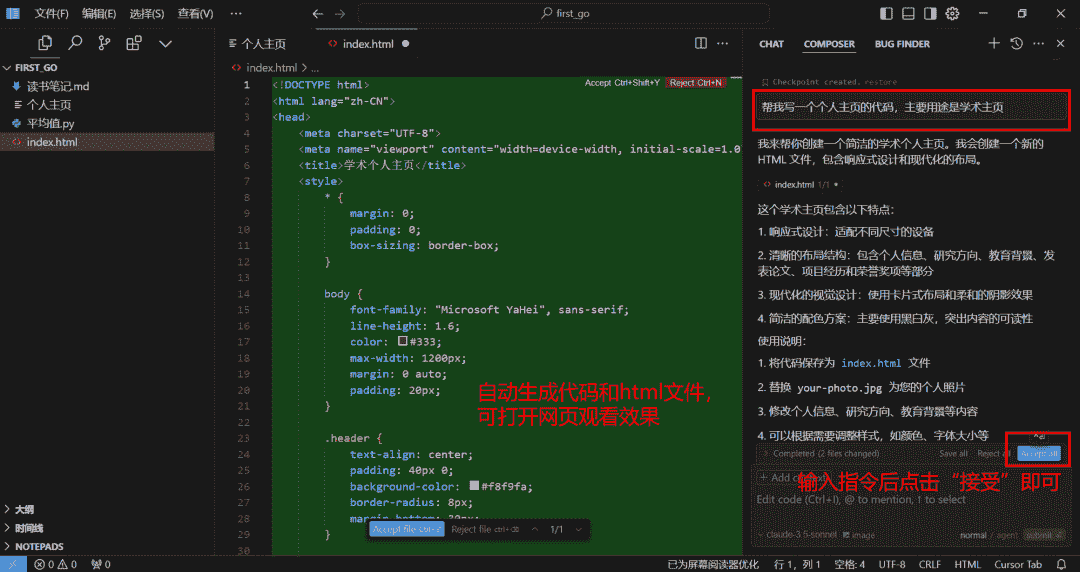 文件(F) 编辑(E) 选择(S) 查看(V) ···
first_go
FIRST_GO
读书笔记.md
个人主页
平均值.py
index.html
大纲
时间线
NOTEPADS
个人主页
index.html
index.html > ...
Accept Ctrl+Shift+Y Reject Ctrl+N
1 <!DOCTYPE html>
2 <html lang="zh-CN">
3 <head>
4 <meta charset="UTF-8">
5 <meta name="viewport" content="width=device-width, initial-scale=1.0
6 <title>学术个人主页</title>
7 <style>
8 * {
9 margin: 0;
10 padding: 0;
11 box-sizing: border-box;
12 }
13
14 body {
15 font-family: "Microsoft YaHei", sans-serif;
16 line-height: 1.6;
17 color: #333;
18 max-width: 1200px;
19 margin: 0 auto;
20 padding: 20px;
21 }
22
23 .header {
24 text-align: center;
25 padding: 40px 0;
26 background-color: #f8f9fa;
27 border-radius: 8px;
28 margin-bottom: 30px;
29 }
30
自动生成代码和html文件，
可打开网页观看效果
Accept file Reject file 1/1
CHAT COMPOSER BUG FINDER
Checkpoint created. restore
帮我写一个个人主页的代码，主要用途是学术主页
我来帮你创建一个简洁的学术个人主页。我会创建一个新的
HTML 文件，包含响应式设计和现代化的布局。
index.html 1/1
这个学术主页包含以下特点：
1. 响应式设计：适配不同尺寸的设备
2. 清晰的布局结构：包含个人信息、研究方向、教育背景、发
表论文、项目经历和荣誉奖项等部分
3. 现代化的视觉设计：使用卡片式布局和柔和的阴影效果
4. 简洁的配色方案：主要使用黑白灰，突出内容的可读性
使用说明：
1. 将代码保存为 index.html 文件
2. 替换 your-photo.jpg 为您的个人照片
3. 修改个人信息、研究方向、教育背景等内容
4. 可以根据需要调整样式，如颜色、字体大小等
Completed (2 files changed) Save all Reject all Accept all
输入指令后点击“接受”即可
Edit code (Ctrl+I), @ to mention, ↑ to select
claude-3.5-sonnet image normal agent submit
0 0 0 已为屏幕阅读器优化 行 1，列 1 空格: 4 UTF-8 CRLF HTML Cursor Tab